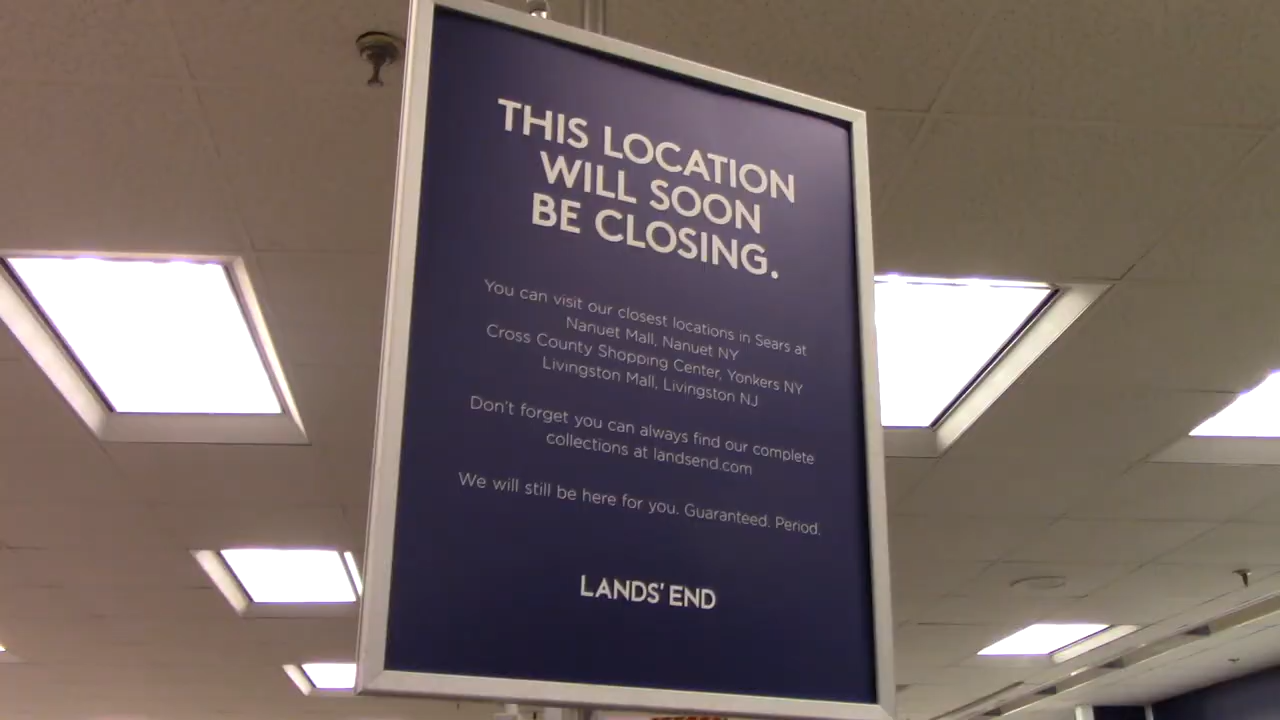 THIS LOCATION
WILL SOON
BE CLOSING.
You can visit our closest locations in Sears at
Nanuet Mall, Nanuet NY
Cross County Shopping Center, Yonkers NY
Livingston Mall, Livingston NJ
Don't forget you can always find our complete
collections at landsend.com
We will still be here for you. Guaranteed. Period.
LANDS' END